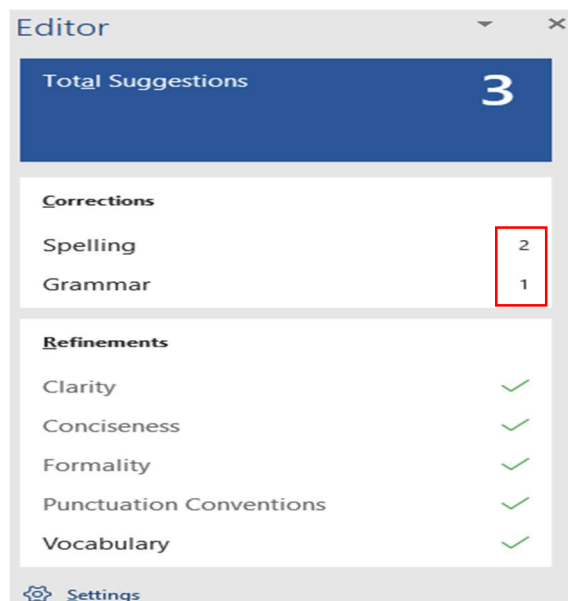 Editor
Total Suggestions 3
Corrections
Spelling 2
Grammar 1
Refinements
Clarity
Conciseness
Formality
Punctuation Conventions
Vocabulary
Settings